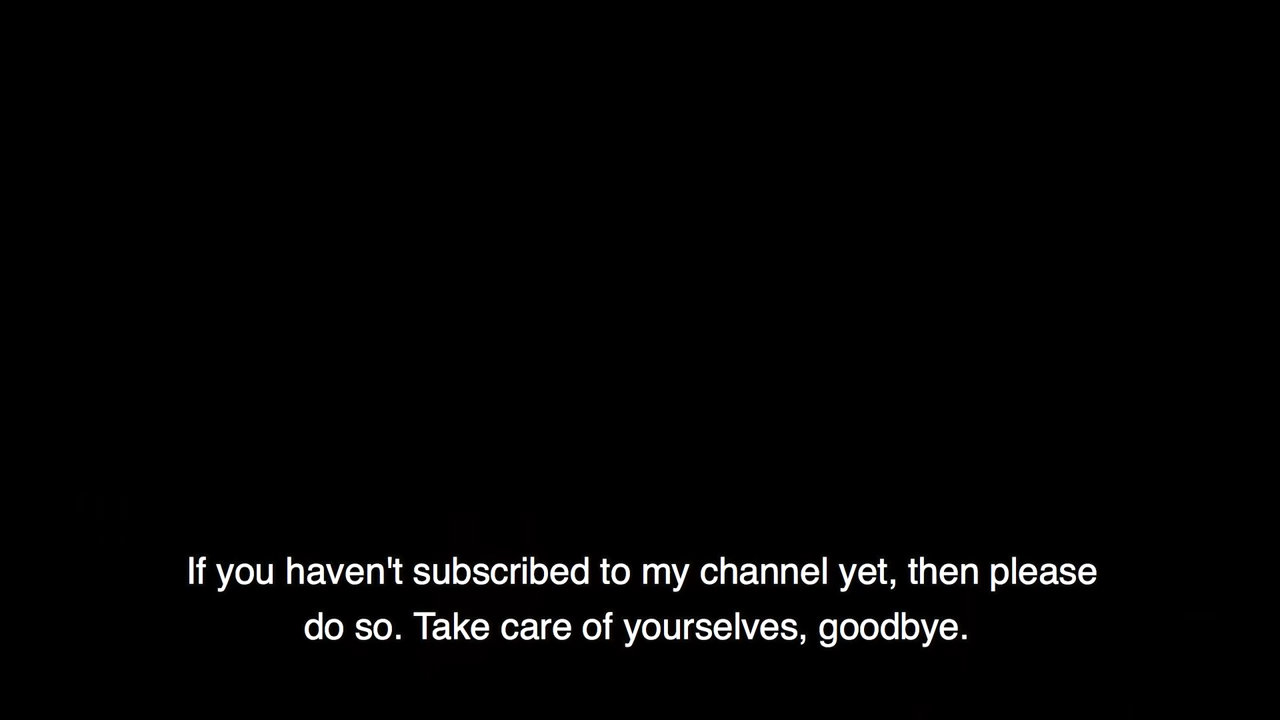 If you haven't subscribed to my channel yet, then please
do so. Take care of yourselves, goodbye.